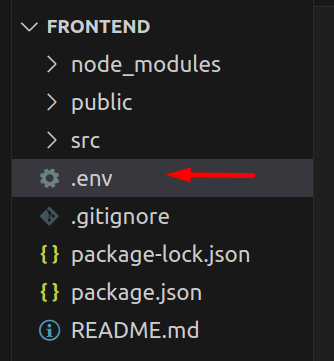 FRONTEND
node_modules
public
src
.env
.gitignore
package-lock.json
package.json
README.md